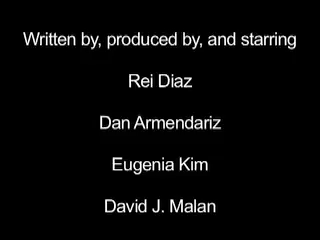 Written by, produced by, and starring
Rei Diaz
Dan Armendariz
Eugenia Kim
David J. Malan